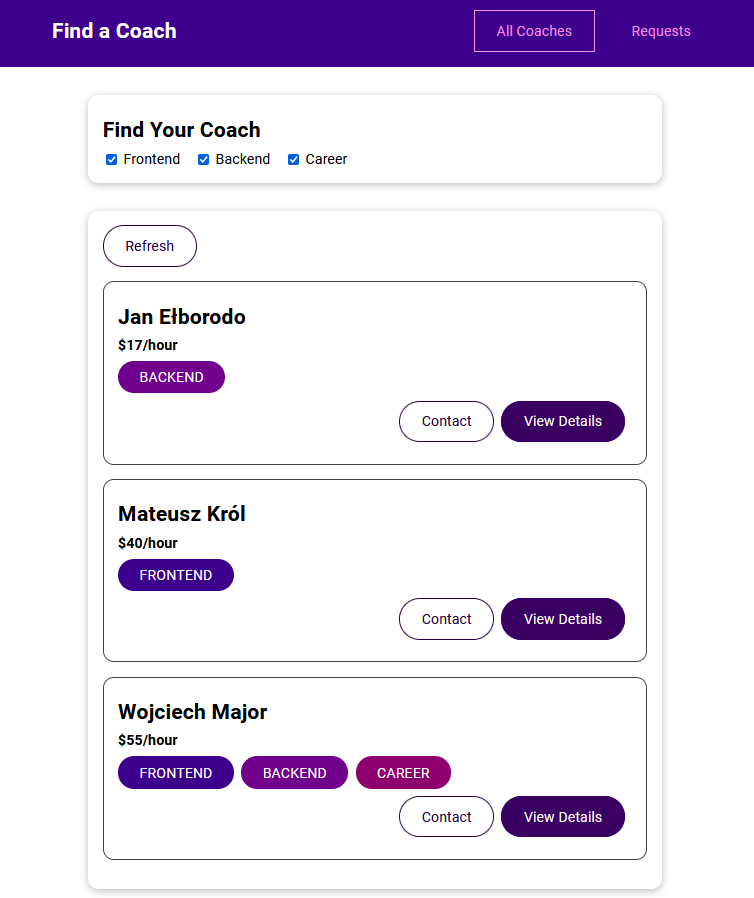 Find a Coach All Coaches Requests
Find Your Coach
Frontend Backend Career
Refresh
Jan Ełborodo
$17/hour
BACKEND
Contact View Details
Mateusz Król
$40/hour
FRONTEND
Contact View Details
Wojciech Major
$55/hour
FRONTEND BACKEND CAREER
Contact View Details